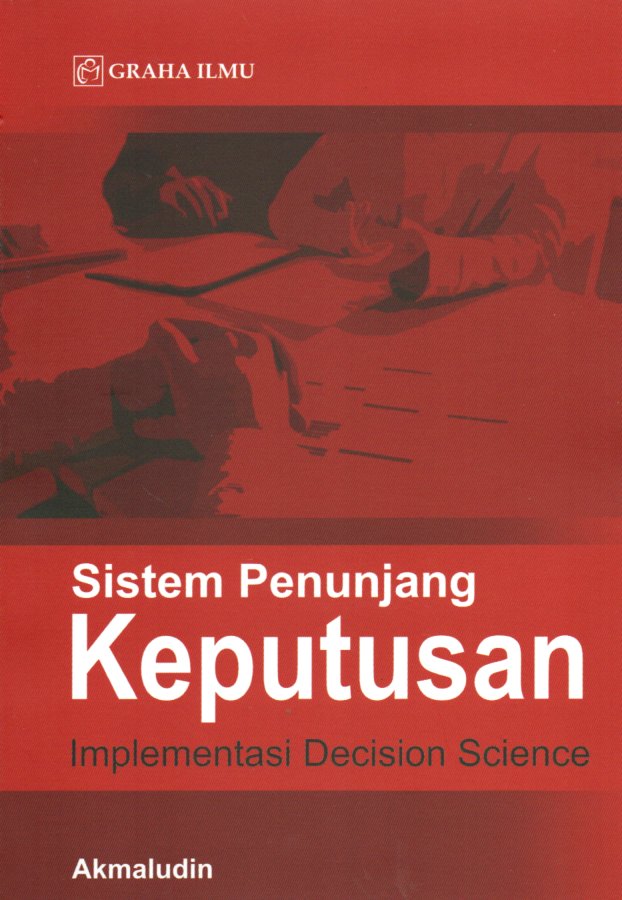 GRAHA ILMU
Sistem Penunjang
Keputusan
Implementasi Decision Science
Akmaludin